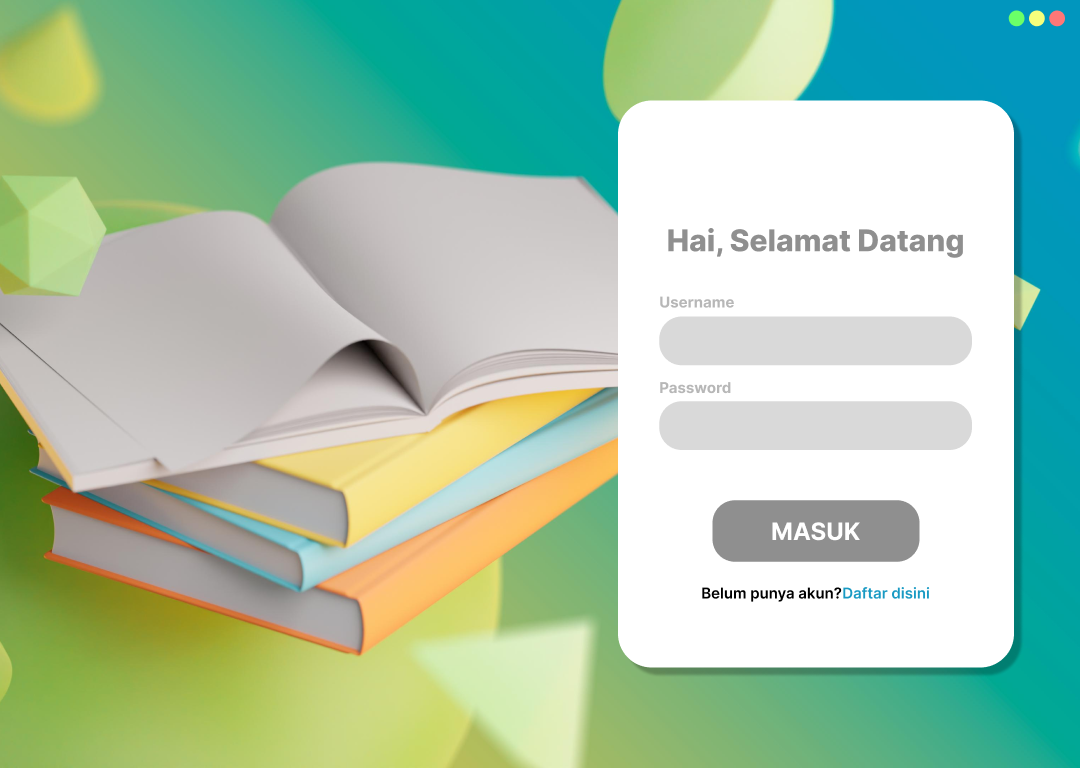 Hai, Selamat Datang
Username
Password
MASUK
Belum punya akun?Daftar disini